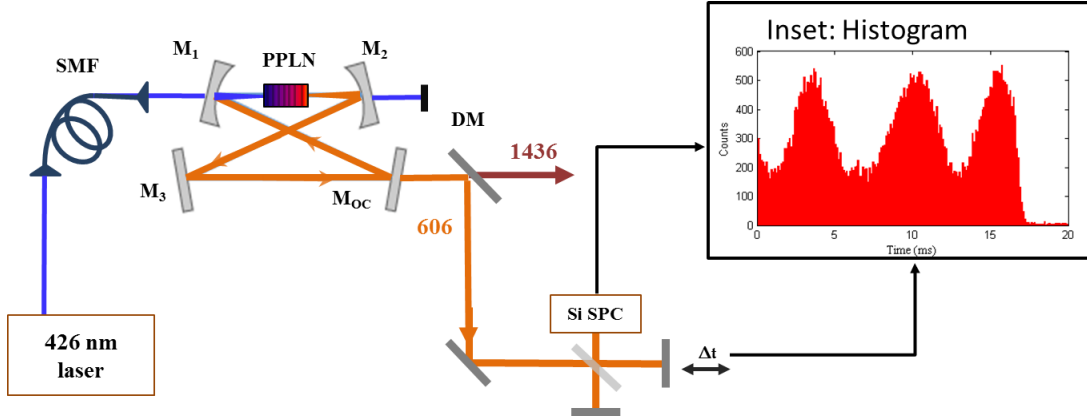 Inset: Histogram
M1
PPLN
M2
SMF
DM
1436
M3
MOC
606
426 nm
laser
Si SPC
Δt
Counts
600
500
400
300
200
100
0
0
5
10
15
20
Time (ms)